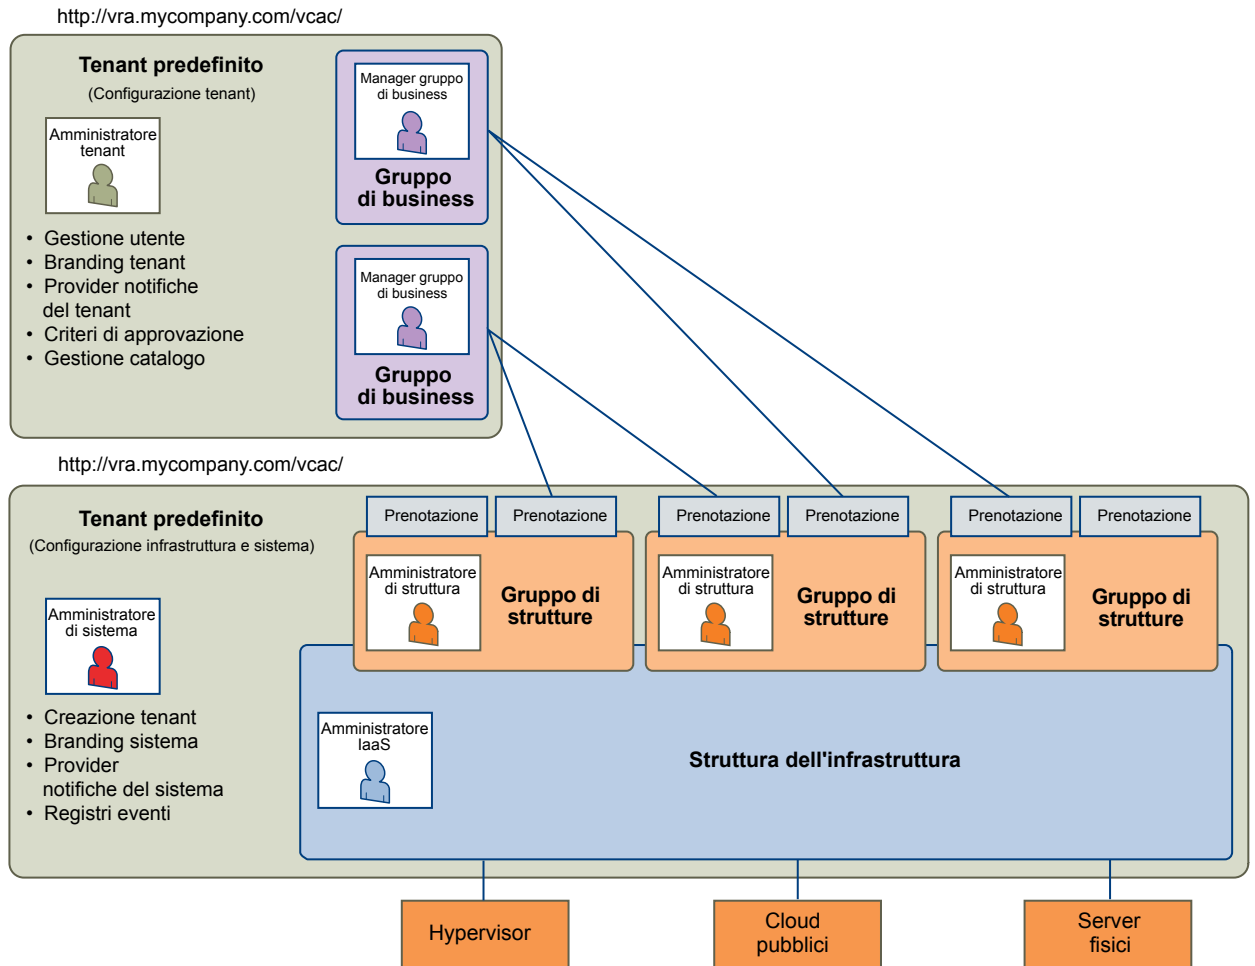 http://vra.mycompany.com/vcac/
Tenant predefinito
(Configurazione tenant)
Amministratore
tenant
• Gestione utente
• Branding tenant
• Provider notifiche
del tenant
• Criteri di approvazione
• Gestione catalogo
Manager gruppo
di business
Gruppo
di business
Manager gruppo
di business
Gruppo
di business
http://vra.mycompany.com/vcac/
Tenant predefinito
(Configurazione infrastruttura e sistema)
Amministratore
di sistema
• Creazione tenant
• Branding sistema
• Provider
notifiche del sistema
• Registri eventi
Prenotazione
Prenotazione
Amministratore
di struttura
Gruppo di
strutture
Prenotazione
Prenotazione
Amministratore
di struttura
Gruppo di
strutture
Prenotazione
Prenotazione
Amministratore
di struttura
Gruppo di
strutture
Amministratore
IaaS
Struttura dell'infrastruttura
Hypervisor
Cloud
pubblici
Server
fisici